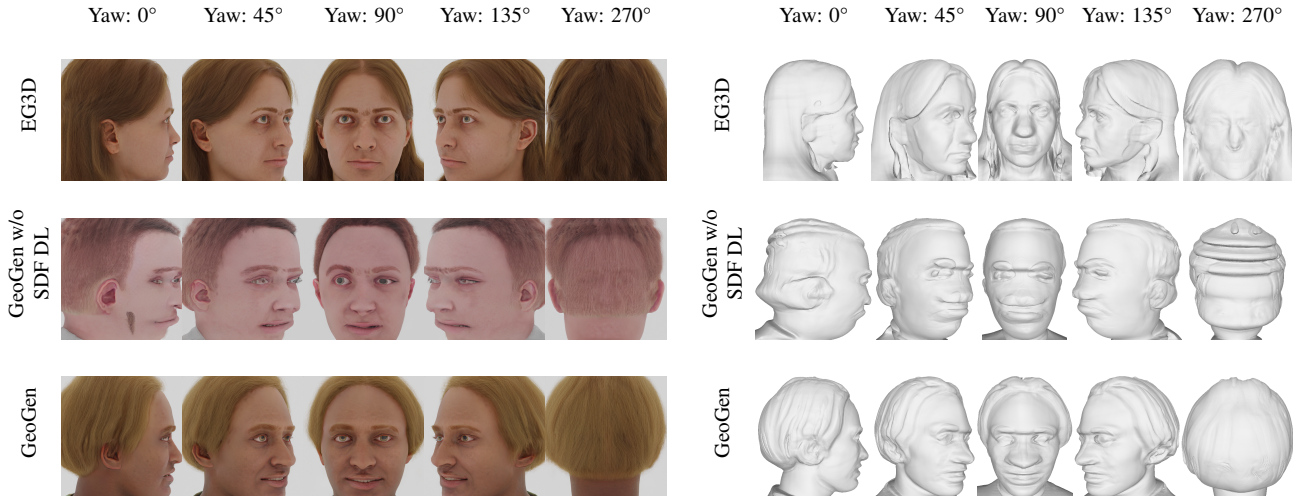 Yaw: 0° Yaw: 45° Yaw: 90° Yaw: 135° Yaw: 270° Yaw: 0° Yaw: 45° Yaw: 90° Yaw: 135° Yaw: 270°
EG3D
EG3D
GeoGen w/o
SDF DL
GeoGen w/o
SDF DL
GeoGen
GeoGen